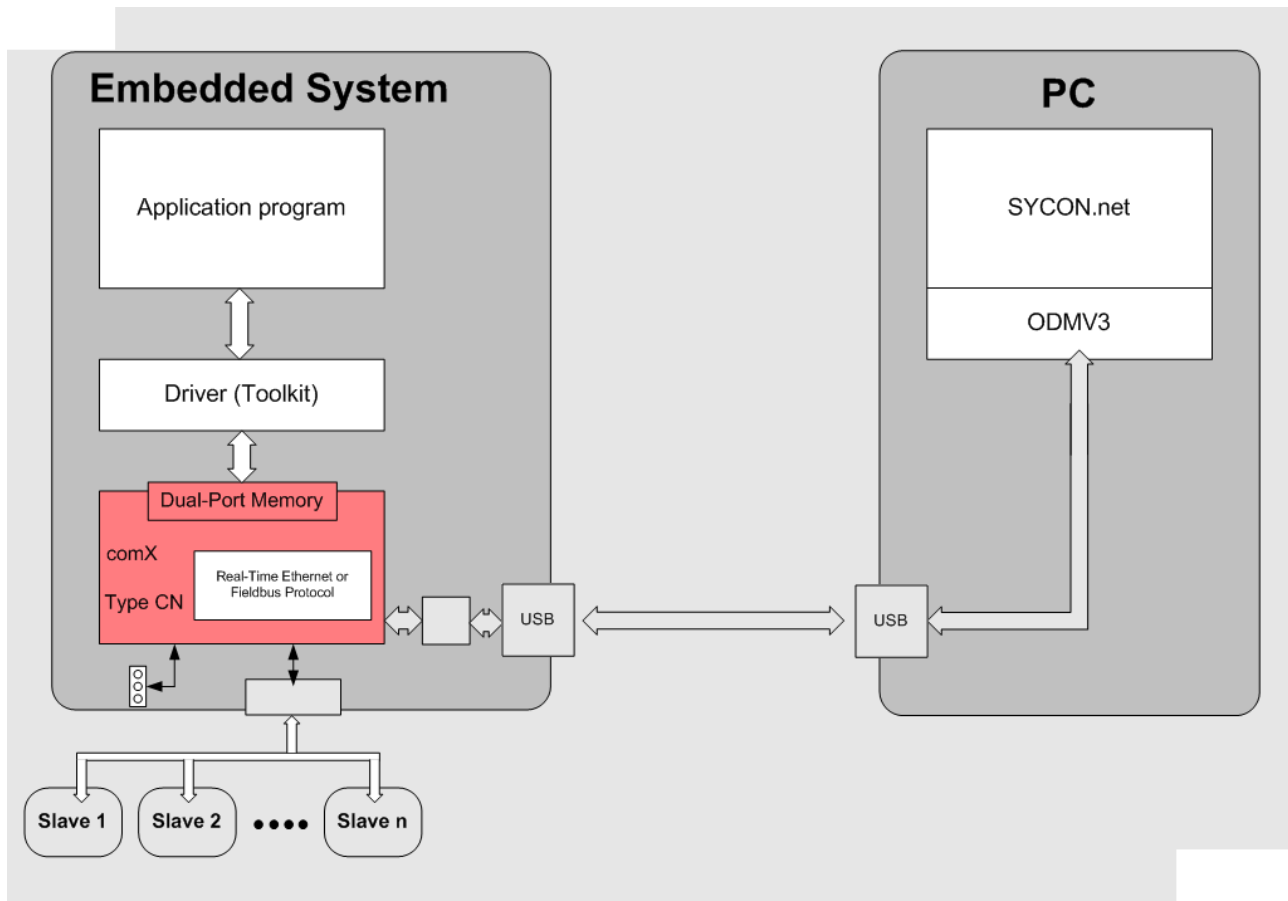 Embedded System
Application program
Driver (Toolkit)
Dual-Port Memory
comX
Type CN
Real-Time Ethernet or
Fieldbus Protocol
USB
Slave 1
Slave 2
Slave n
PC
SYCON.net
ODMV3
USB